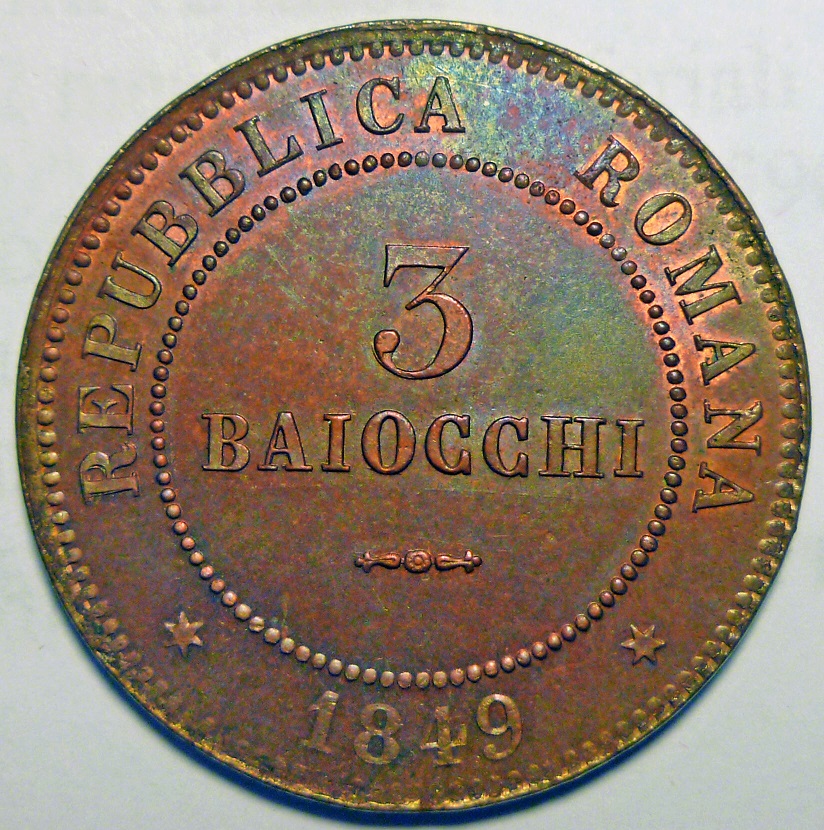 REPUBBLICA ROMANA
3
BAIOCCHI
1849